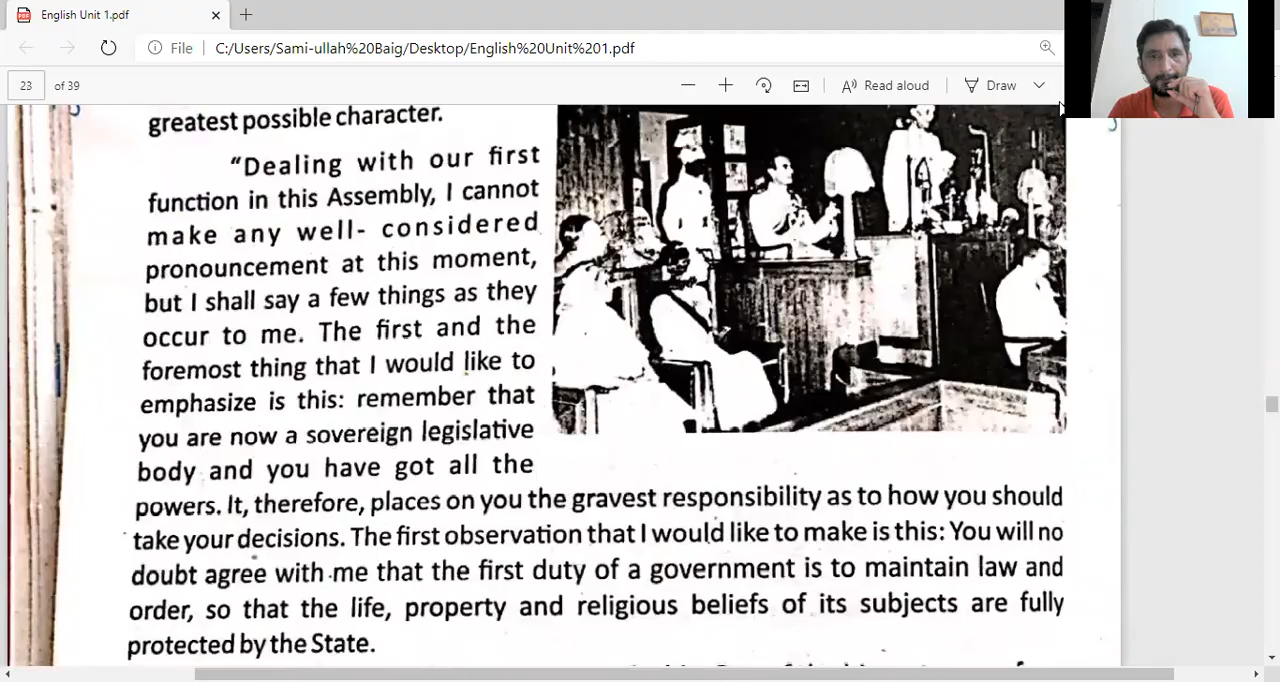 English Unit 1.pdf
File
C:/Users/Sami-ullah%20Baig/Desktop/English%20Unit%201.pdf
23 of 39
Read aloud
Draw
greatest possible character.
“Dealing with our first
function in this Assembly, I cannot
make any well- considered
pronouncement at this moment,
but I shall say a few things as they
occur to me. The first and the
foremost thing that I would like to
emphasize is this: remember that
you are now a sovereign legislative
body and you have got all the
powers. It, therefore, places on you the gravest responsibility as to how you should
take your decisions. The first observation that I would like to make is this: You will no
doubt agree with me that the first duty of a government is to maintain law and
order, so that the life, property and religious beliefs of its subjects are fully
protected by the State.